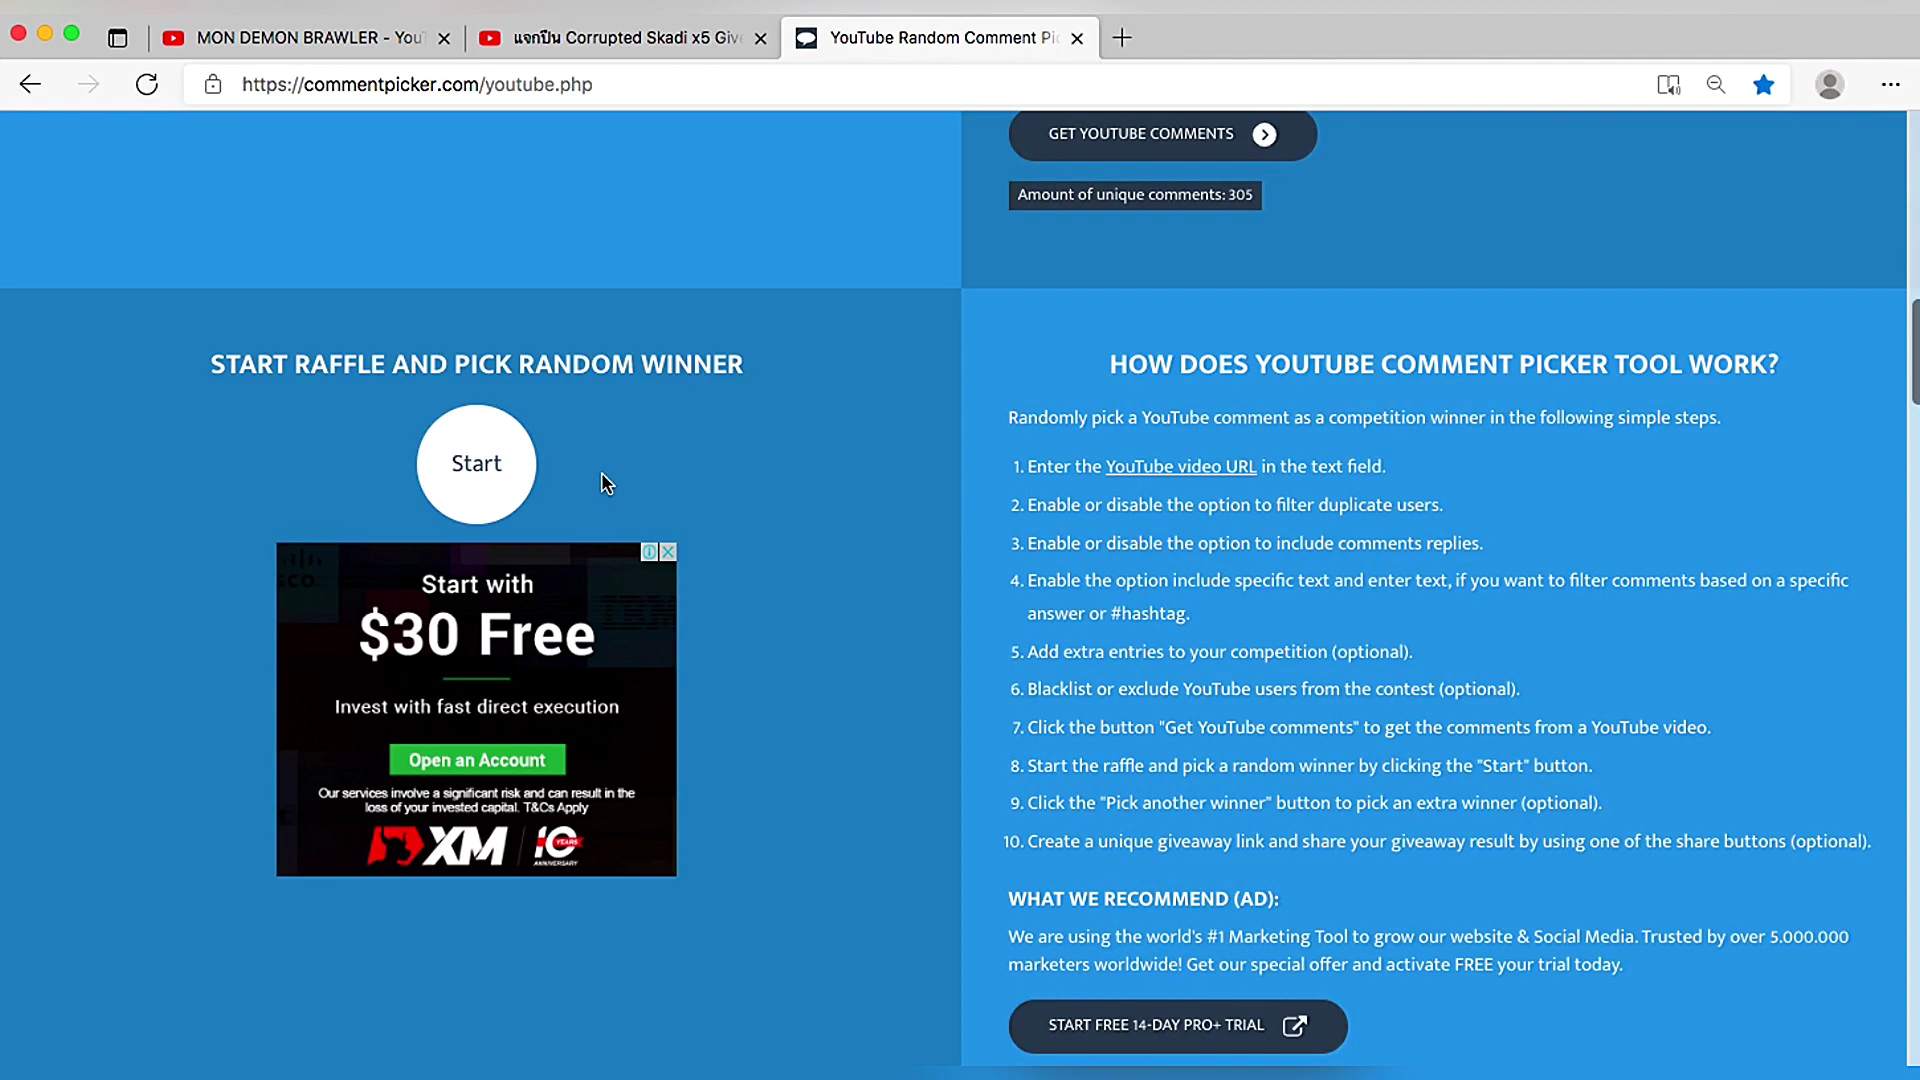 MON DEMON BRAWLER - You
แจกปืน Corrupted Skadi x5 Giv
YouTube Random Comment Pic
https://commentpicker.com/youtube.php
GET YOUTUBE COMMENTS
Amount of unique comments: 305
START RAFFLE AND PICK RANDOM WINNER
Start
Start with
$30 Free
Invest with fast direct execution
Open an Account
Our services involve a significant risk and can result in the
loss of your invested capital. T&Cs Apply
XM 10 YEARS ANNIVERSARY
HOW DOES YOUTUBE COMMENT PICKER TOOL WORK?
Randomly pick a YouTube comment as a competition winner in the following simple steps.
1. Enter the YouTube video URL in the text field.
2. Enable or disable the option to filter duplicate users.
3. Enable or disable the option to include comments replies.
4. Enable the option include specific text and enter text, if you want to filter comments based on a specific
answer or #hashtag.
5. Add extra entries to your competition (optional).
6. Blacklist or exclude YouTube users from the contest (optional).
7. Click the button "Get YouTube comments" to get the comments from a YouTube video.
8. Start the raffle and pick a random winner by clicking the "Start" button.
9. Click the "Pick another winner" button to pick an extra winner (optional).
10. Create a unique giveaway link and share your giveaway result by using one of the share buttons (optional).
WHAT WE RECOMMEND (AD):
We are using the world's #1 Marketing Tool to grow our website & Social Media. Trusted by over 5.000.000
marketers worldwide! Get our special offer and activate FREE your trial today.
START FREE 14-DAY PRO+ TRIAL